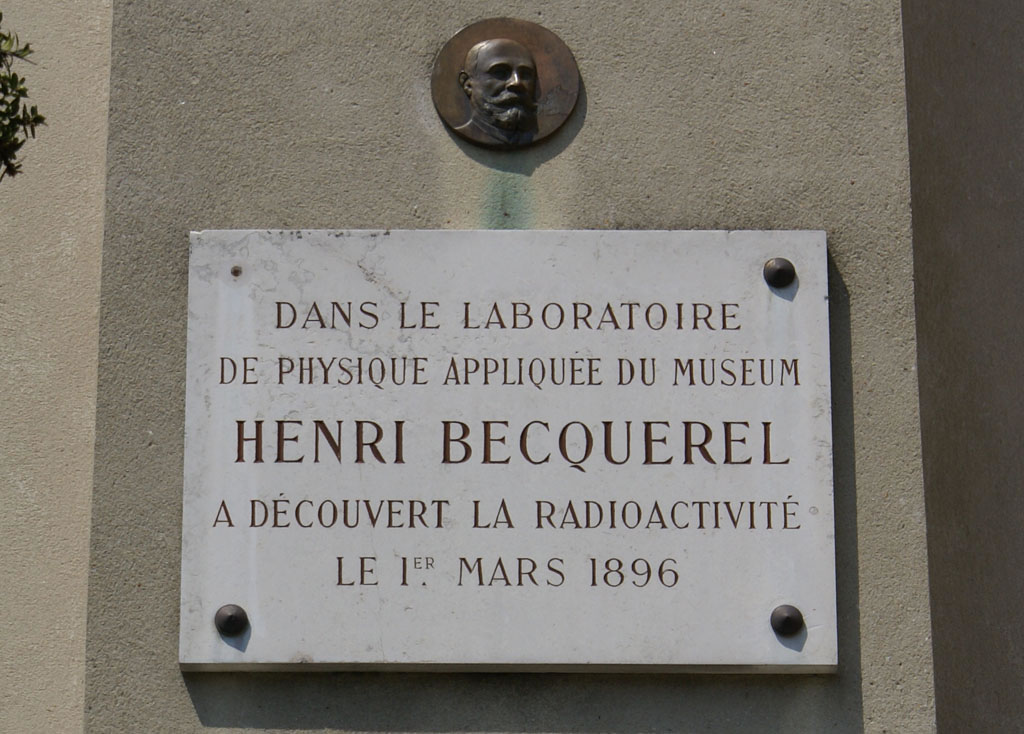 DANS LE LABORATOIRE
DE PHYSIQUE APPLIQUÉE DU MUSEUM
HENRI BECQUEREL
A DÉCOUVERT LA RADIOACTIVITÉ
LE 1ER. MARS 1896